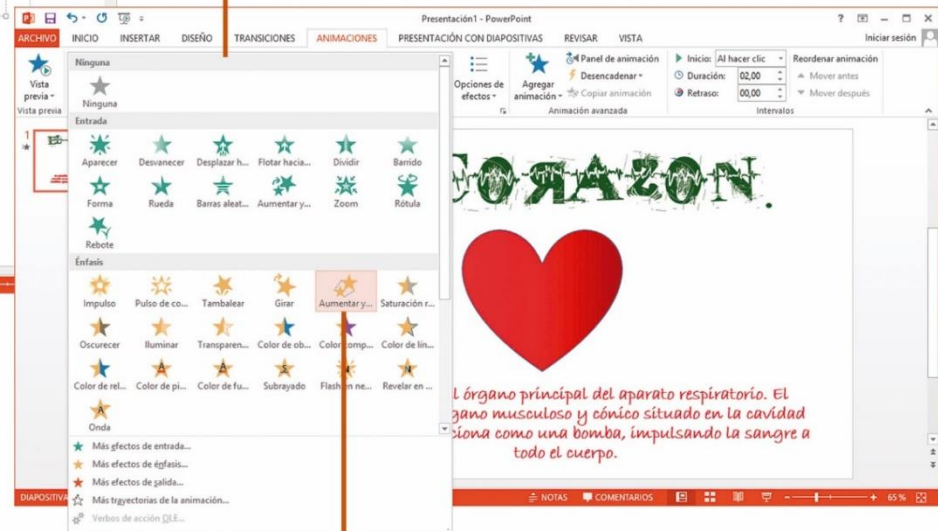 Presentación1 - PowerPoint
ARCHIVO INICIO INSERTAR DISEÑO TRANSICIONES ANIMACIONES PRESENTACIÓN CON DIAPOSITIVAS REVISAR VISTA Iniciar sesión
Vista previa
Vista previa
Opciones de efectos
Agregar animación
Panel de animación
Desencadenar
Copiar animación
Animación avanzada
Inicio: Al hacer clic
Duración: 02,00
Retraso: 00,00
Intervalos
Reordenar animación
Mover antes
Mover después
Ninguna
Ninguna
Entrada
Aparecer Desvanecer Desplazar h... Flotar hacia... Dividir Barrido
Forma Rueda Barras aleat... Aumentar y... Zoom Rótula
Rebote
Énfasis
Impulso Pulso de co... Tambalear Girar Aumentar y... Saturación r...
Oscurecer Iluminar Transparen... Color de ob... Color comp... Color de lín...
Color de rel... Color de pi... Color de fu... Subrayado Flash en ne... Revelar en ...
Onda
Más efectos de entrada...
Más efectos de énfasis...
Más efectos de salida...
Más trayectorias de la animación...
Verbos de acción OLE...
1
CORAZON.
l órgano principal del aparato respiratorio. El
gano musculoso y cónico situado en la cavidad
ciona como una bomba, impulsando la sangre a
todo el cuerpo.
DIAPOSITIVA NOTAS COMENTARIOS 65 %